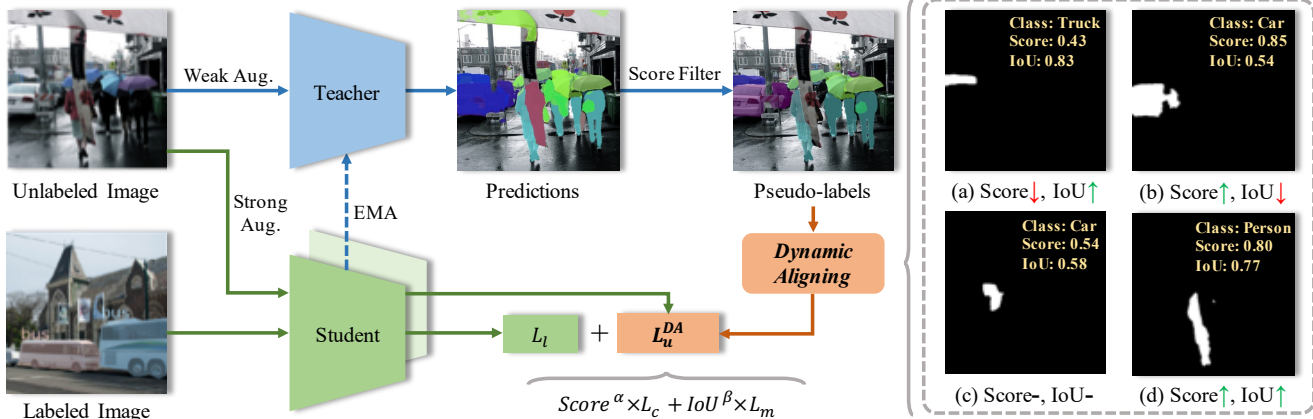 Unlabeled Image
Weak Aug.
Teacher
Predictions
Score Filter
Pseudo-labels
Strong
Aug.
EMA
Dynamic
Aligning
bus
bus
Labeled Image
Student
L_l
+
L_u^{DA}
Score^α × L_c + IoU^β × L_m
Class: Truck
Score: 0.43
IoU: 0.83
(a) Score↓, IoU↑
Class: Car
Score: 0.85
IoU: 0.54
(b) Score↑, IoU↓
Class: Car
Score: 0.54
IoU: 0.58
(c) Score-, IoU-
Class: Person
Score: 0.80
IoU: 0.77
(d) Score↑, IoU↑